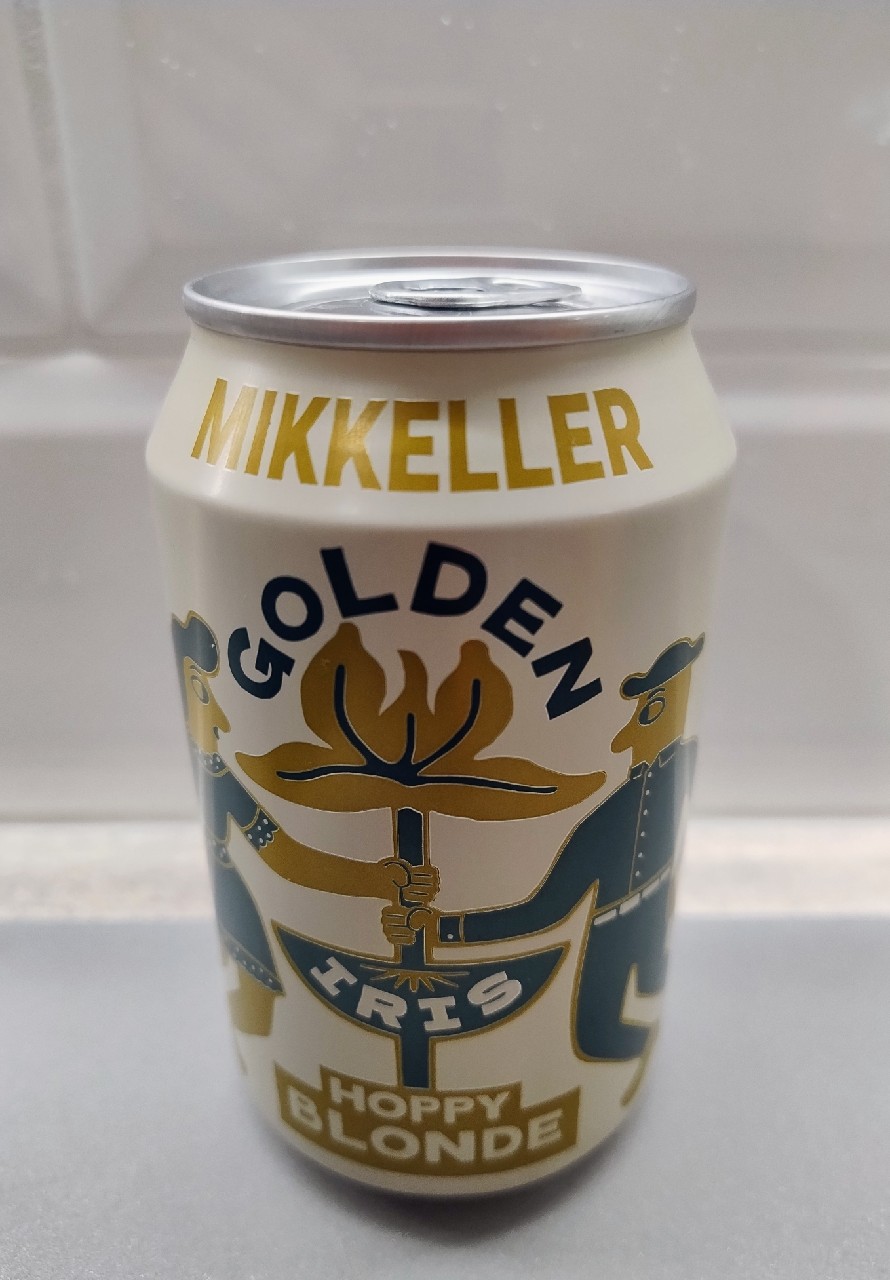 MIKKELLER
GOLDEN
IRIS
HOPPY
BLONDE